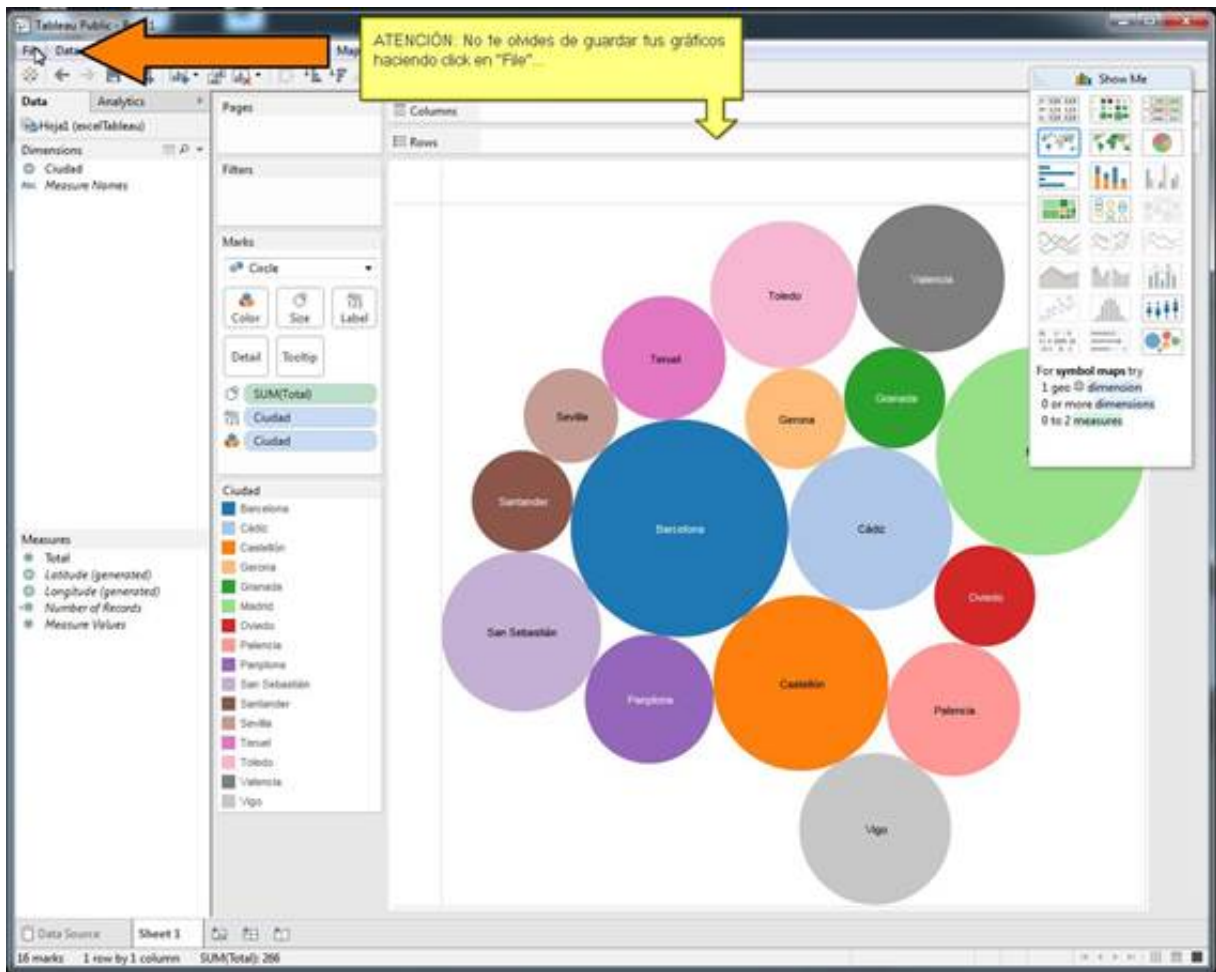 Tableau Public -
File Data Map
ATENCIÓN: No te olvides de guardar tus gráficos
haciendo click en "File"...
Show Me
Data Analytics
Hoja1 (excelTableau)
Dimensions
Ciudad
Abc Measure Names
Measures
Total
Latitude (generated)
Longitude (generated)
Number of Records
Measure Values
Pages
Filters
Marks
Circle
Color Size Label
Detail Tooltip
SUM(Total)
Ciudad
Ciudad
Ciudad
Barcelona
Cádiz
Castellón
Gerona
Granada
Madrid
Oviedo
Palencia
Panplona
San Sebastián
Santander
Sevilla
Teruel
Toledo
Valencia
Vigo
Columns
Rows
Valencia
Toledo
Teruel
Granada
Sevilla
Gerona
Santander
Barcelona
Cádiz
Oviedo
San Sebastián
Castellón
Panplona
Palencia
Vigo
For symbol maps try
1 geo dimension
0 or more dimensions
0 to 2 measures
Data Source Sheet 1
16 marks 1 row by 1 column SUM(Total): 266